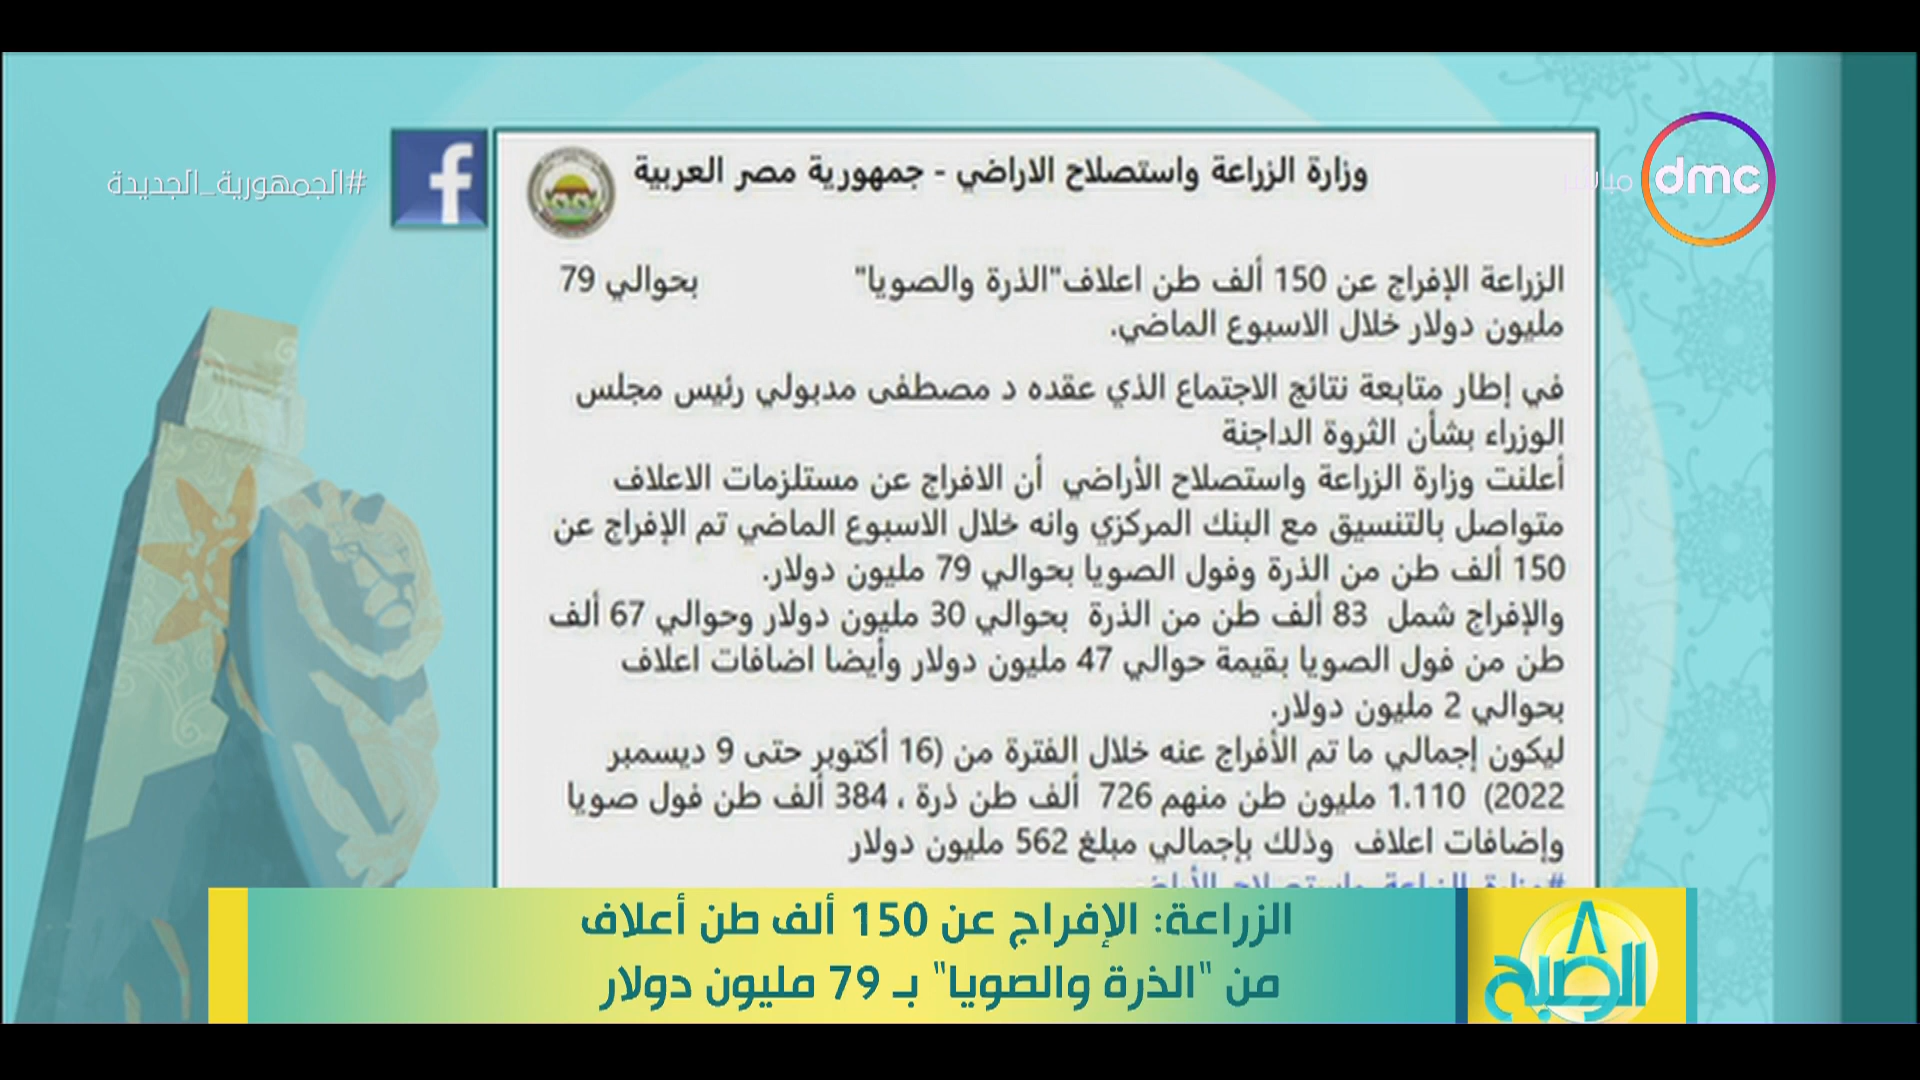 #الجمهورية_الجديدة
مباشر
dmc
وزارة الزراعة واستصلاح الاراضي - جمهورية مصر العربية
الزراعة الإفراج عن 150 ألف طن اعلاف"الذرة والصويا" بحوالي 79
مليون دولار خلال الاسبوع الماضي.
في إطار متابعة نتائج الاجتماع الذي عقده د مصطفى مدبولي رئيس مجلس
الوزراء بشأن الثروة الداجنة
أعلنت وزارة الزراعة واستصلاح الأراضي أن الافراج عن مستلزمات الاعلاف
متواصل بالتنسيق مع البنك المركزي وانه خلال الاسبوع الماضي تم الإفراج عن
150 ألف طن من الذرة وفول الصويا بحوالي 79 مليون دولار.
والإفراج شمل 83 ألف طن من الذرة بحوالي 30 مليون دولار وحوالي 67 ألف
طن من فول الصويا بقيمة حوالي 47 مليون دولار وأيضا اضافات اعلاف
بحوالي 2 مليون دولار.
ليكون إجمالي ما تم الأفراج عنه خلال الفترة من (16 أكتوبر حتى 9 ديسمبر
2022) 1.110 مليون طن منهم 726 ألف طن ذرة ، 384 ألف طن فول صويا
وإضافات اعلاف وذلك بإجمالي مبلغ 562 مليون دولار
#وزارة_الزراعة_واستصلاح_الأراضي
الزراعة: الإفراج عن 150 ألف طن أعلاف
من "الذرة والصويا" بـ 79 مليون دولار
٨ الصبح